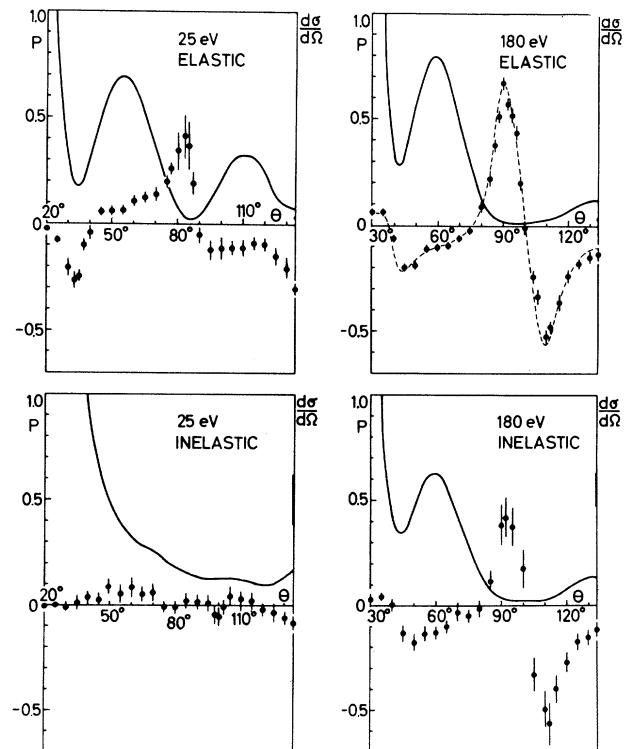 1.0
P
25 eV
ELASTIC
dσ
dΩ
0.5
0
20°
50°
80°
110°
θ
-0.5
1.0
P
180 eV
ELASTIC
dσ
dΩ
0.5
0
30°
60°
90°
120°
θ
-0.5
1.0
P
25 eV
INELASTIC
dσ
dΩ
0.5
0
20°
50°
80°
110°
θ
-0.5
1.0
P
180 eV
INELASTIC
dσ
dΩ
0.5
0
30°
60°
90°
120°
θ
-0.5